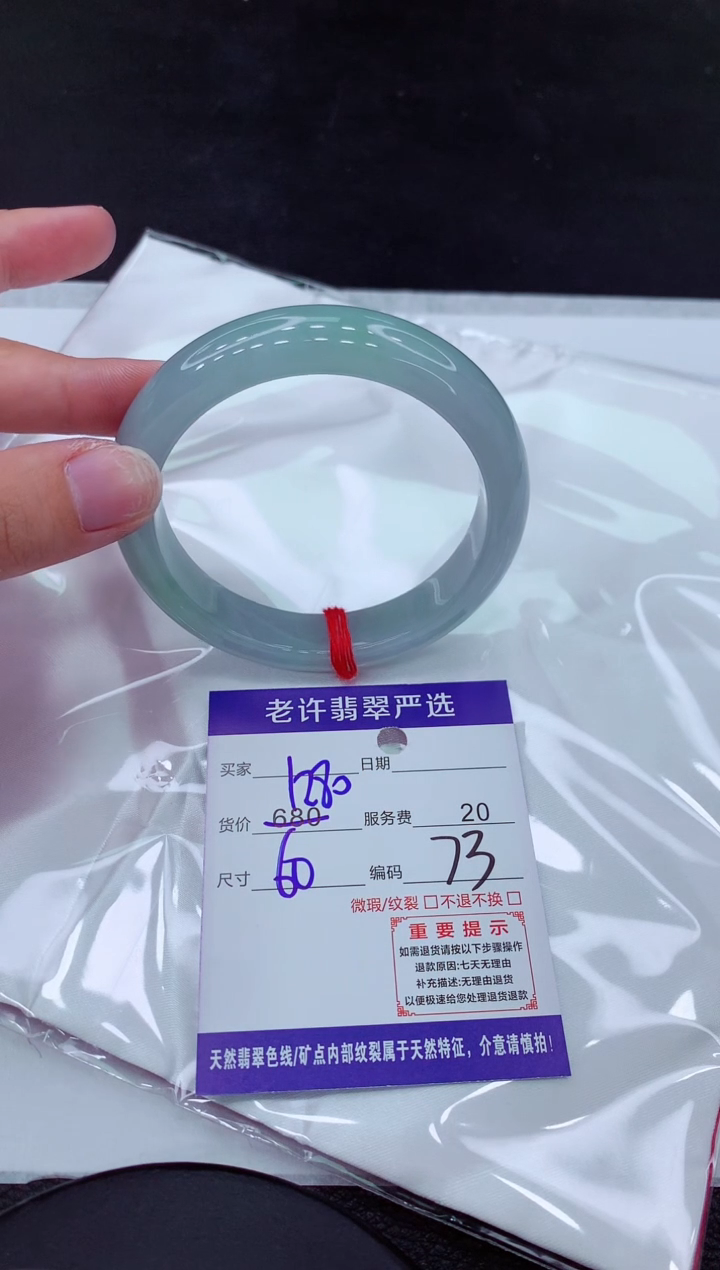 老许翡翠严选
买家 日期
1280
货价 680 服务费 20
尺寸 60 编码 73
微瑕/纹裂 □不退不换 □
重要提示
如需退货请按以下步骤操作
退款原因:七天无理由
补充描述:无理由退货
以便极速给您处理退货退款
天然翡翠色线/矿点内部纹裂属于天然特征，介意请慎拍！